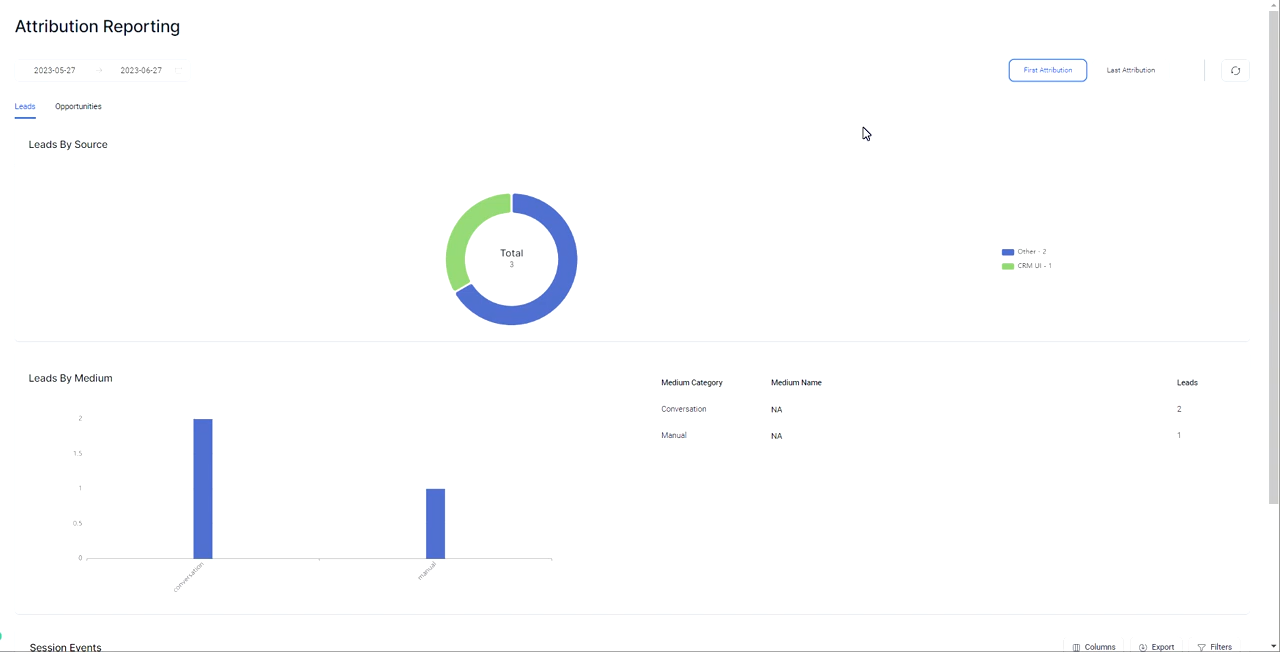 Attribution Reporting
2023-05-27 → 2023-06-27
First Attribution
Last Attribution
Leads
Opportunities
Leads By Source
Total
3
Other - 2
CRM UI - 1
Leads By Medium
2
1.5
1
0.5
0
conversation
manual
Medium Category Medium Name Leads
Conversation NA 2
Manual NA 1
Session Events
Columns
Export
Filters